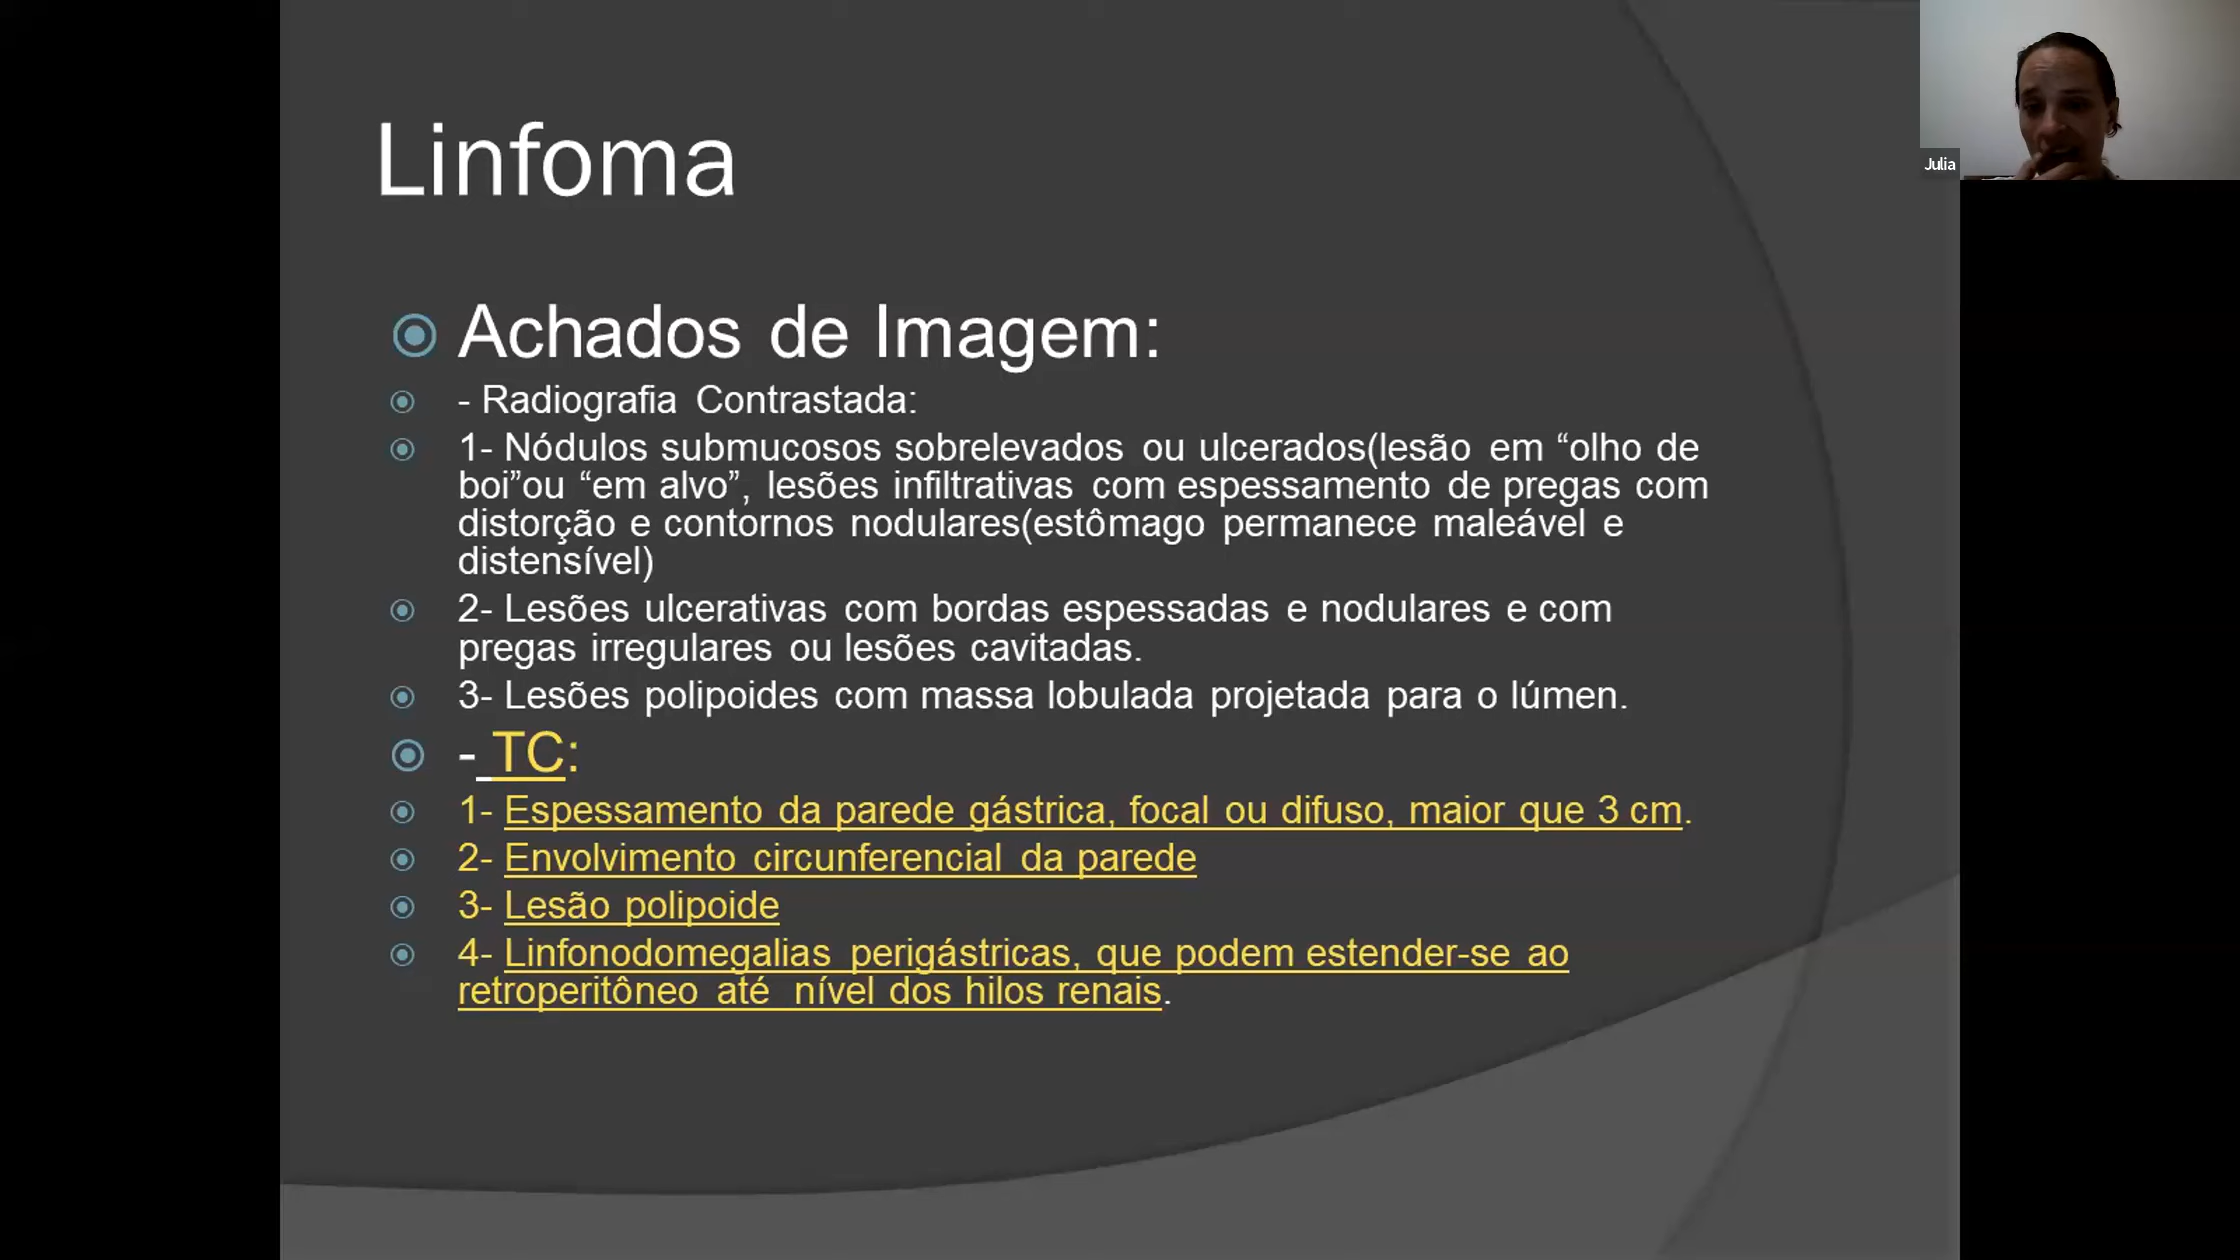 Linfoma
Julia
Achados de Imagem:
- Radiografia Contrastada:
1- Nódulos submucosos sobrelevados ou ulcerados(lesão em “olho de
boi”ou “em alvo”, lesões infiltrativas com espessamento de pregas com
distorção e contornos nodulares(estômago permanece maleável e
distensível)
2- Lesões ulcerativas com bordas espessadas e nodulares e com
pregas irregulares ou lesões cavitadas.
3- Lesões polipoides com massa lobulada projetada para o lúmen.
- TC:
1- Espessamento da parede gástrica, focal ou difuso, maior que 3 cm.
2- Envolvimento circunferencial da parede
3- Lesão polipoide
4- Linfonodomegalias perigástricas, que podem estender-se ao
retroperitôneo até nível dos hilos renais.